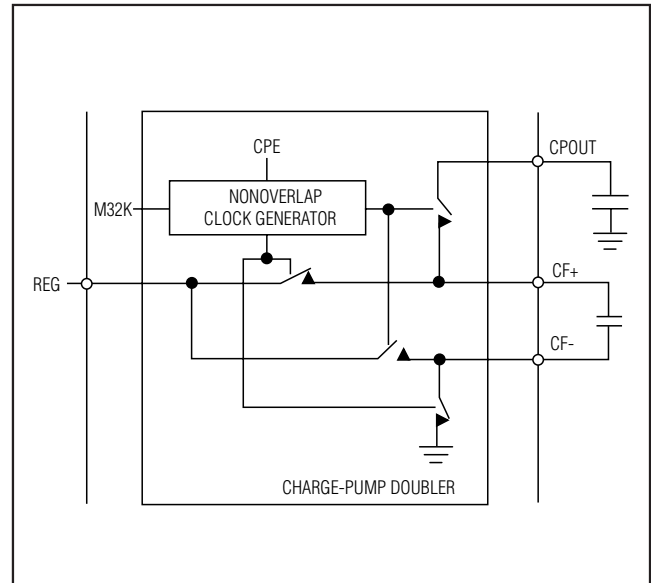 CPE
CPOUT
NONOVERLAP
CLOCK GENERATOR
M32K
REG
CF+
CF-
CHARGE-PUMP DOUBLER